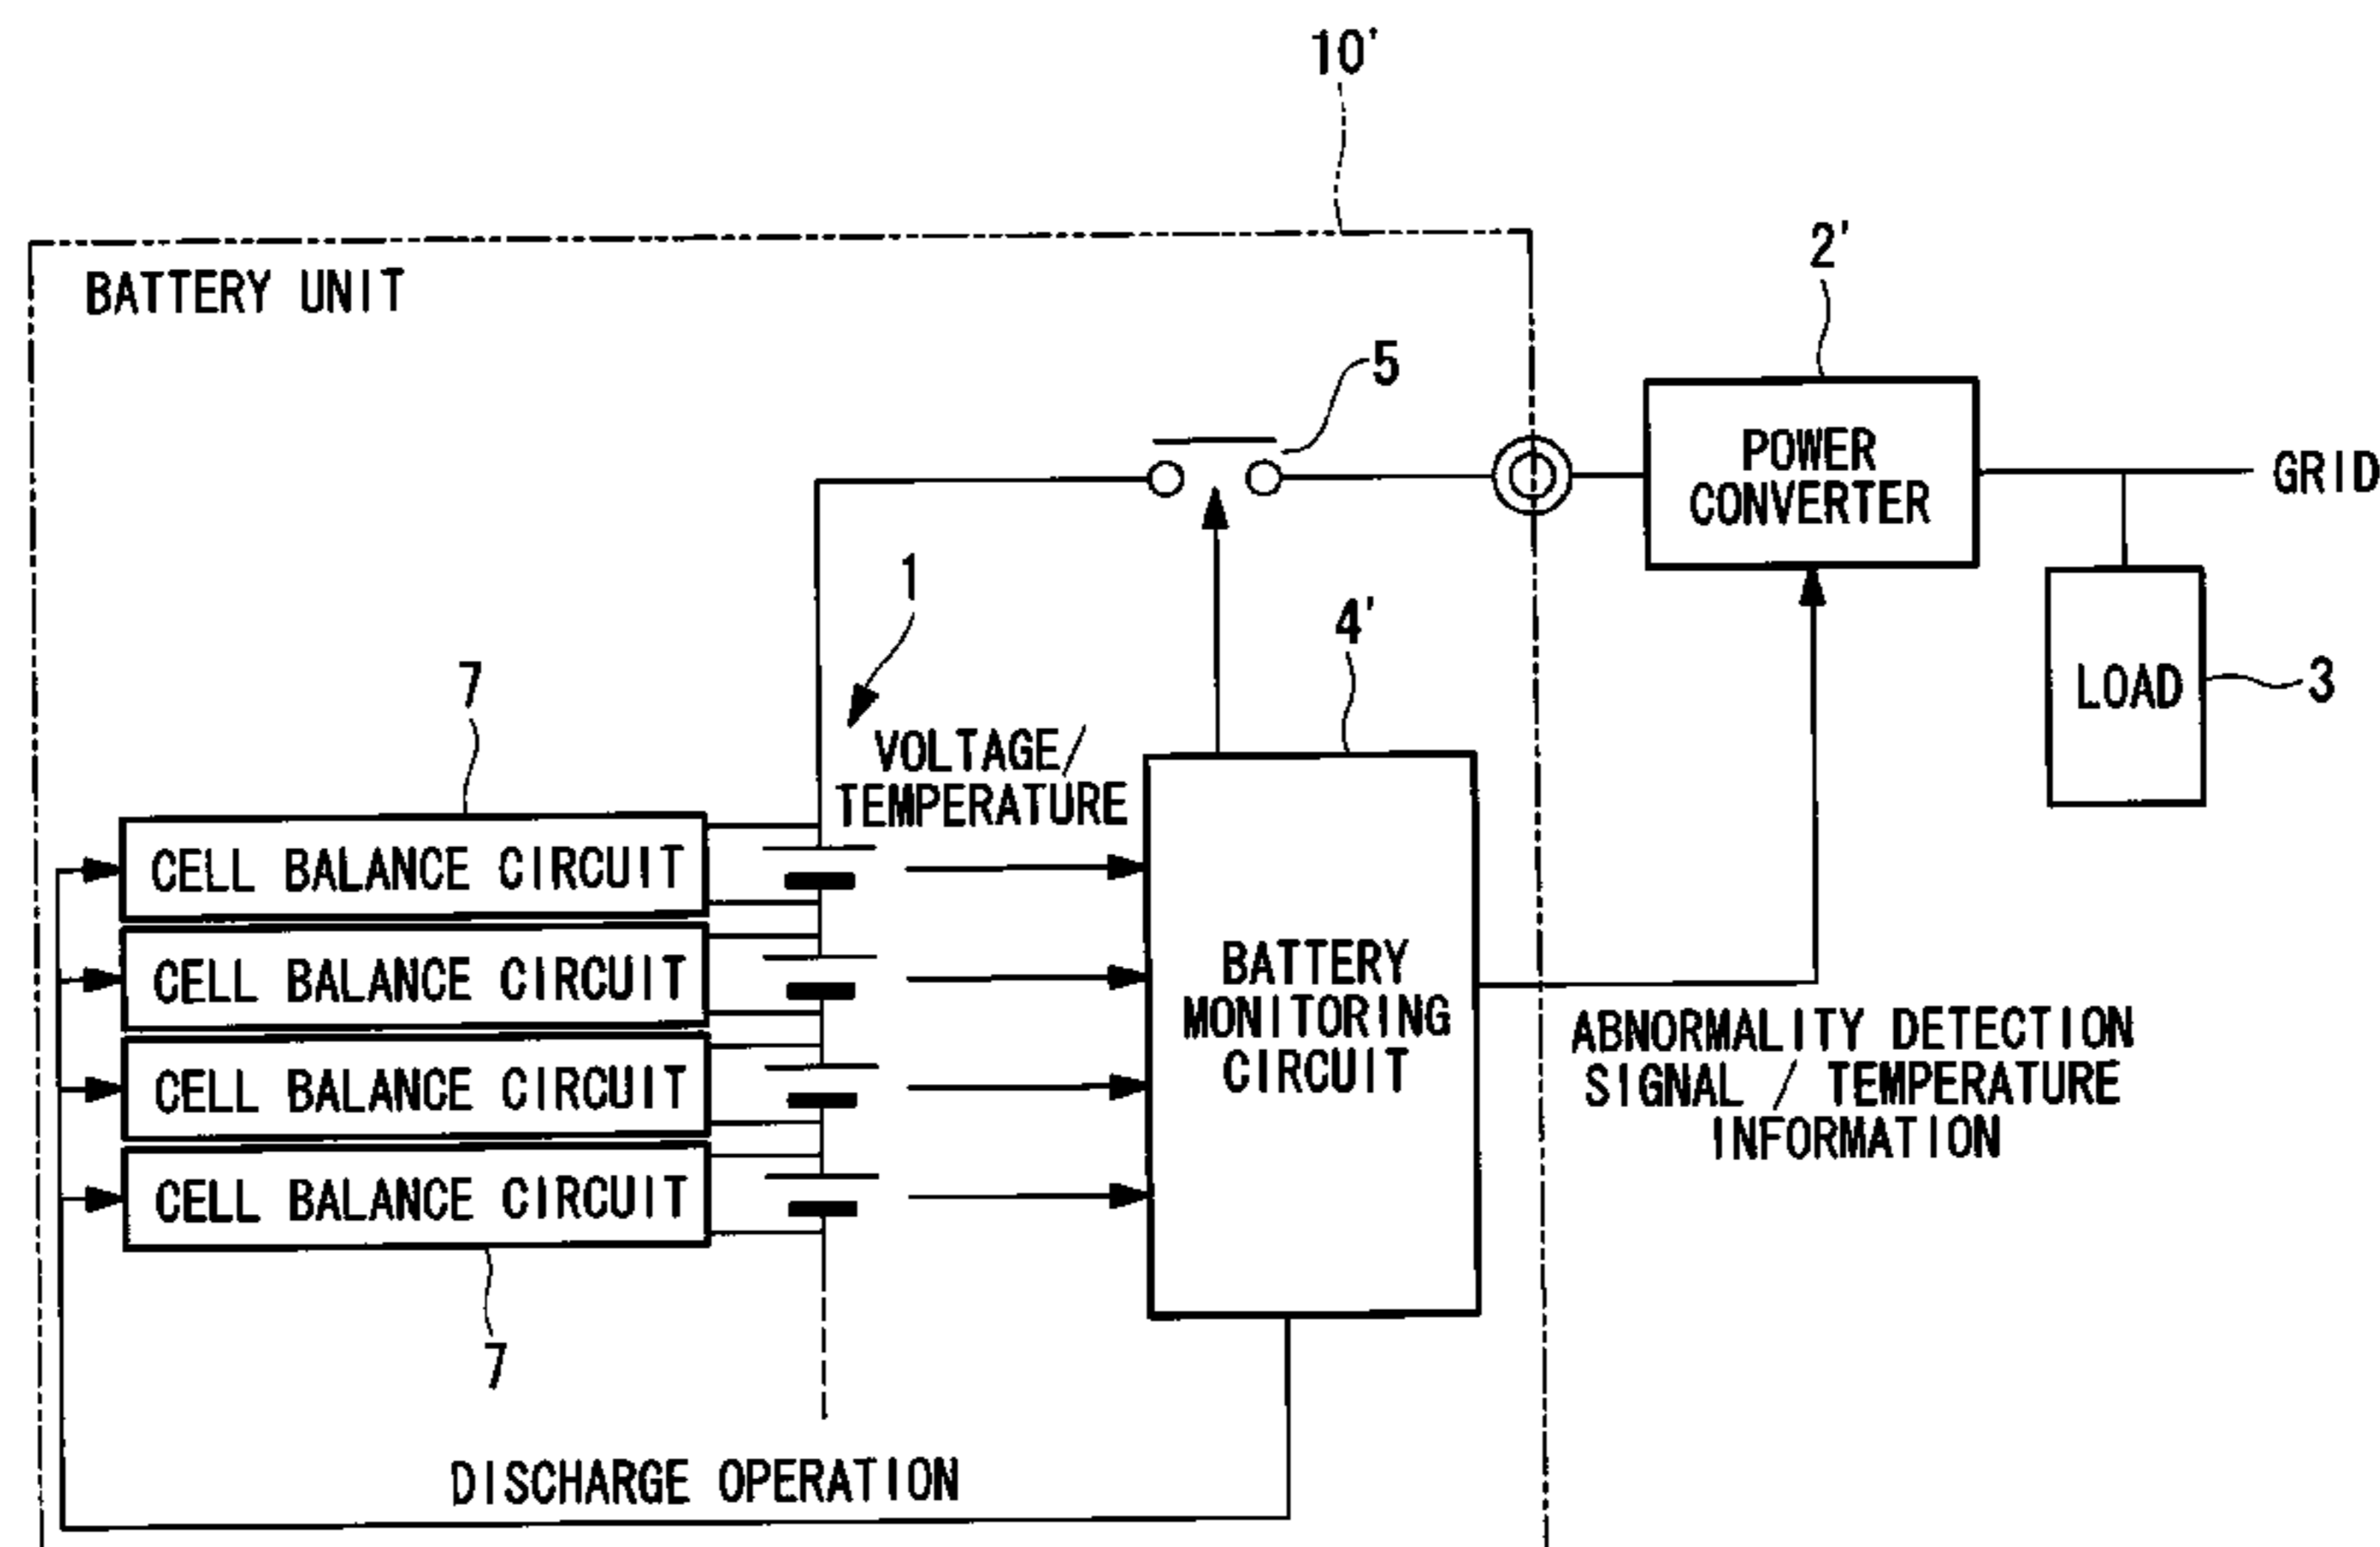 10'
BATTERY UNIT
2'
5
POWER
CONVERTER
GRID
1
4'
LOAD
3
7
VOLTAGE/
TEMPERATURE
CELL BALANCE CIRCUIT
CELL BALANCE CIRCUIT
CELL BALANCE CIRCUIT
CELL BALANCE CIRCUIT
BATTERY
MONITORING
CIRCUIT
ABNORMALITY DETECTION
SIGNAL / TEMPERATURE
INFORMATION
7
DISCHARGE OPERATION